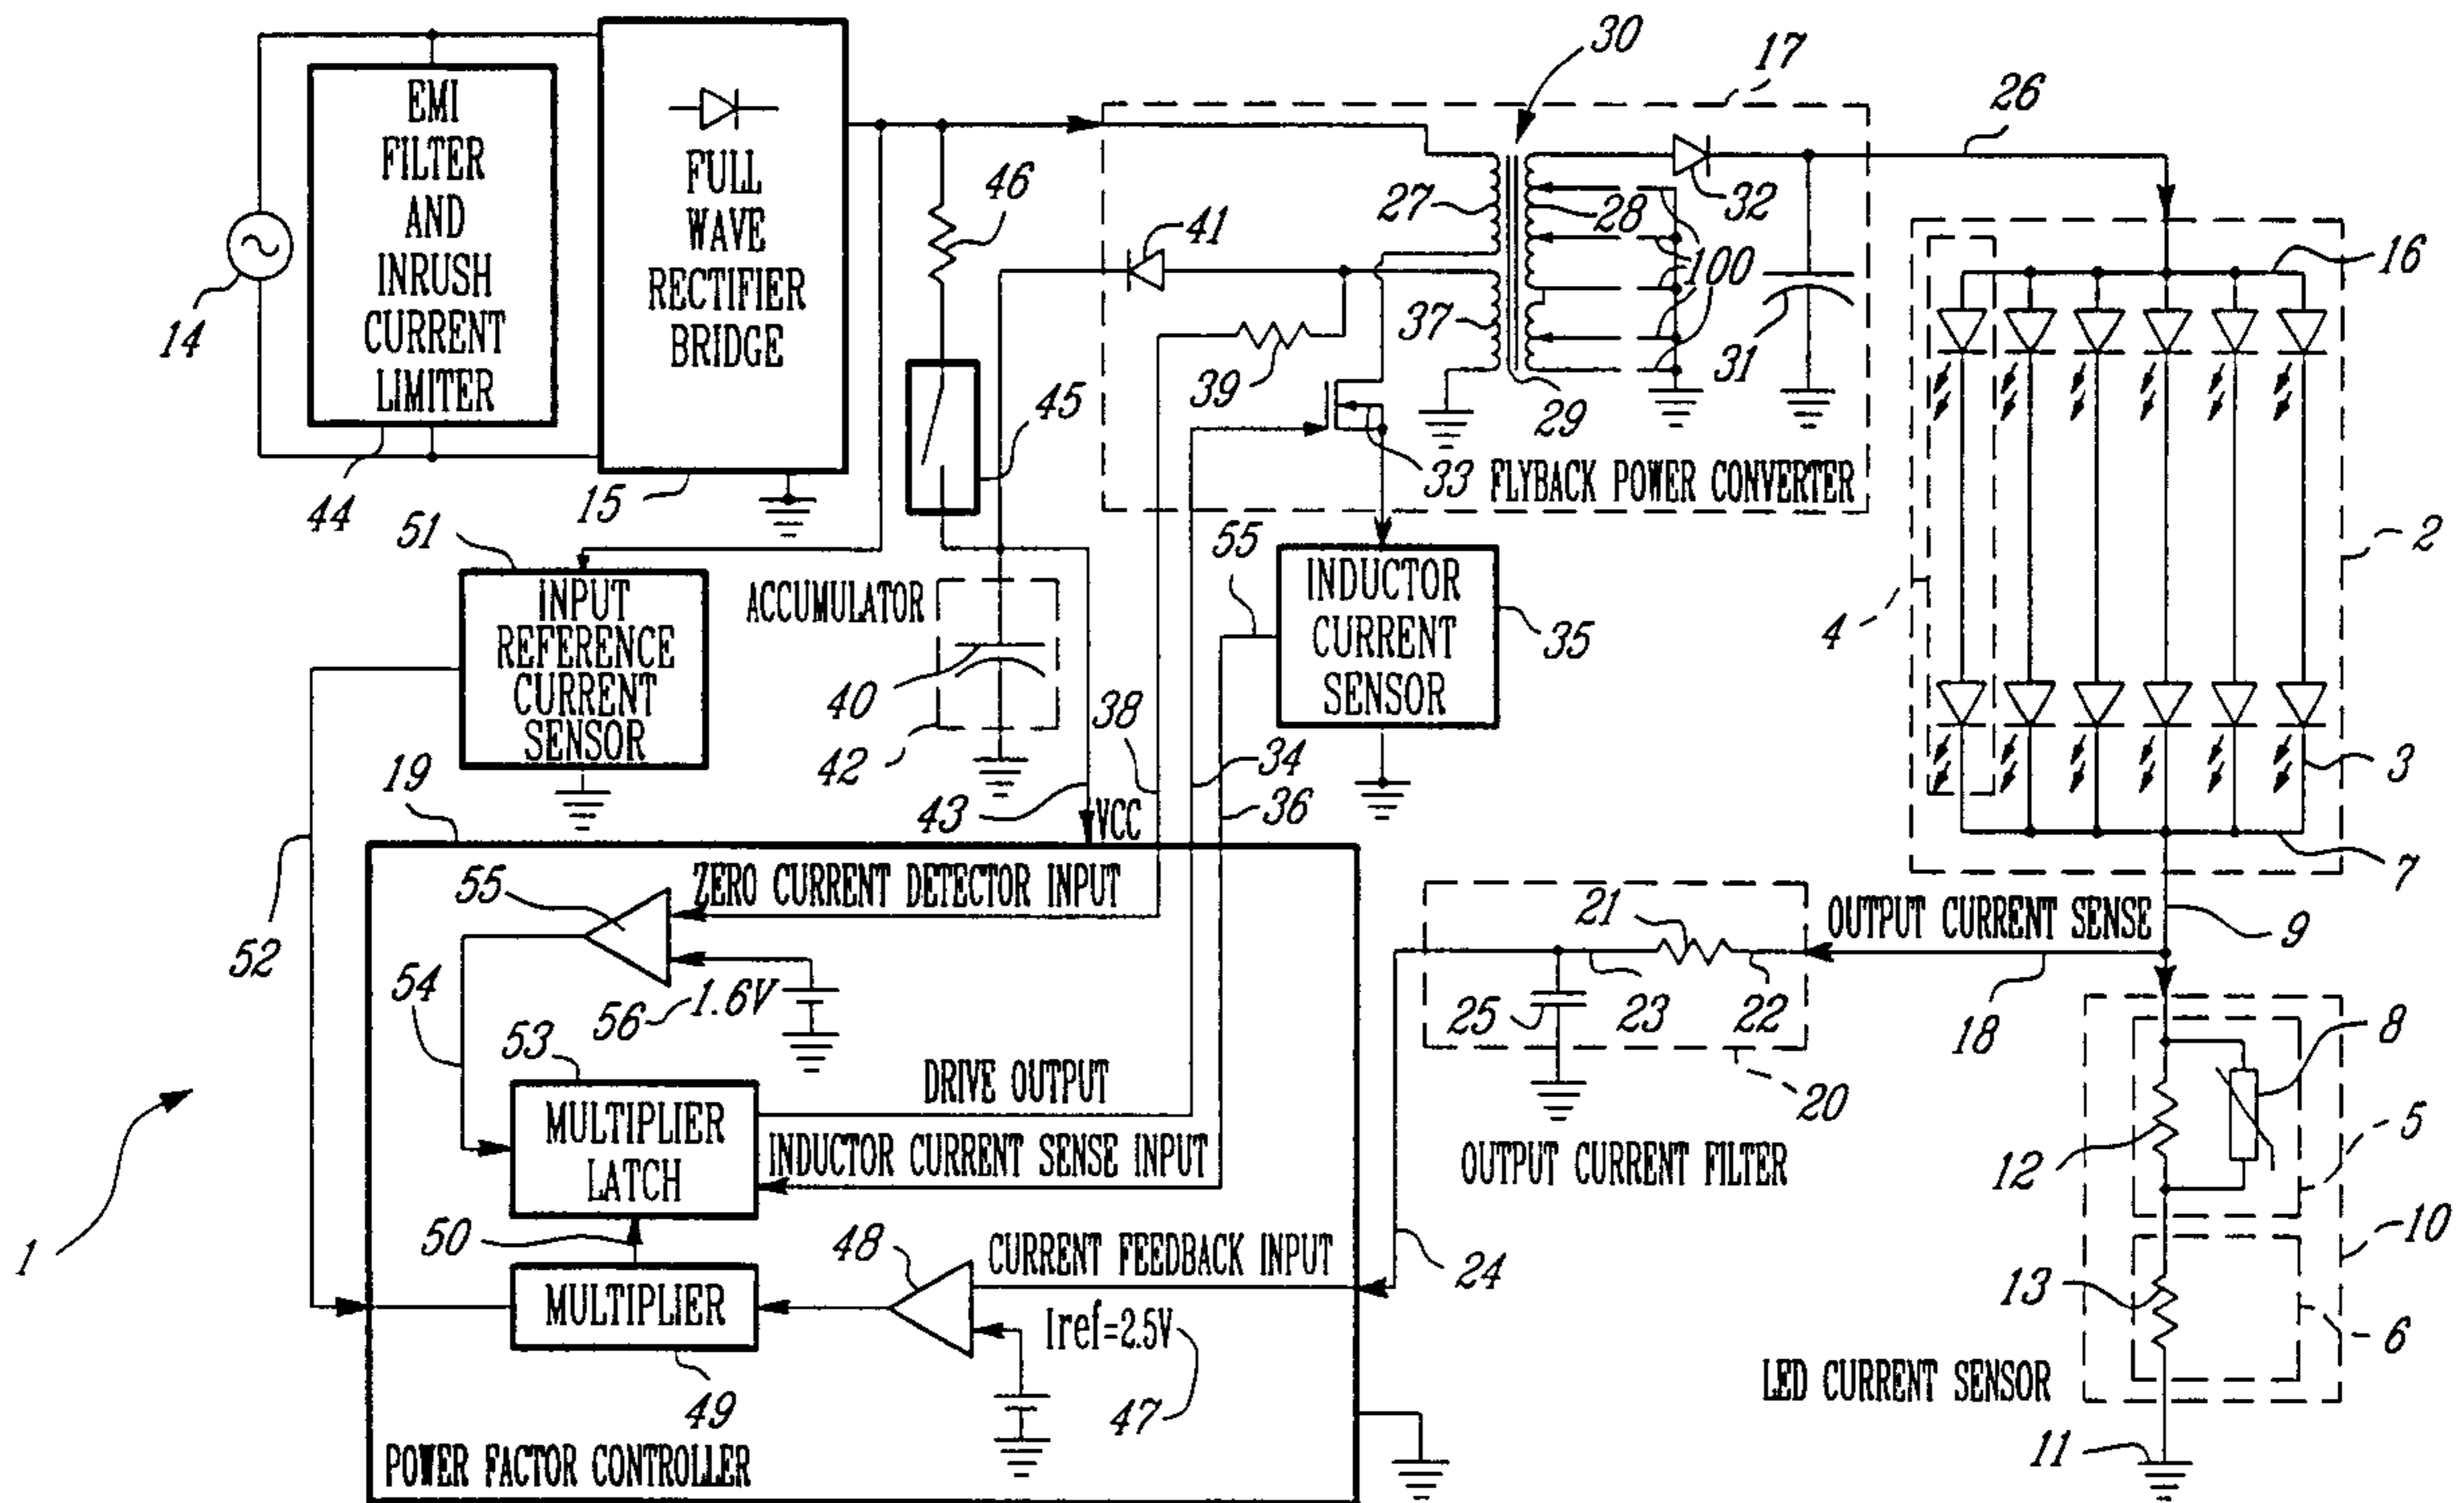 30
17
26
EMI
FILTER
AND
INRUSH
CURRENT
LIMITER
FULL
WAVE
RECTIFIER
BRIDGE
46
27
28
32
41
100
16
14
37
31
39
45
29
33
FLYBACK POWER CONVERTER
44
15
51
55
2
INPUT
REFERENCE
CURRENT
SENSOR
ACCUMULATOR
INDUCTOR
CURRENT
SENSOR
35
4
40
38
42
34
3
19
43
VCC
36
7
52
55
ZERO CURRENT DETECTOR INPUT
21
OUTPUT CURRENT SENSE
9
54
56
1.6V
25
23
22
18
8
53
DRIVE OUTPUT
20
MULTIPLIER
LATCH
INDUCTOR CURRENT SENSE INPUT
OUTPUT CURRENT FILTER
12
5
1
50
48
CURRENT FEEDBACK INPUT
24
10
MULTIPLIER
Iref=2.5V
13
6
49
47
LED CURRENT SENSOR
POWER FACTOR CONTROLLER
11